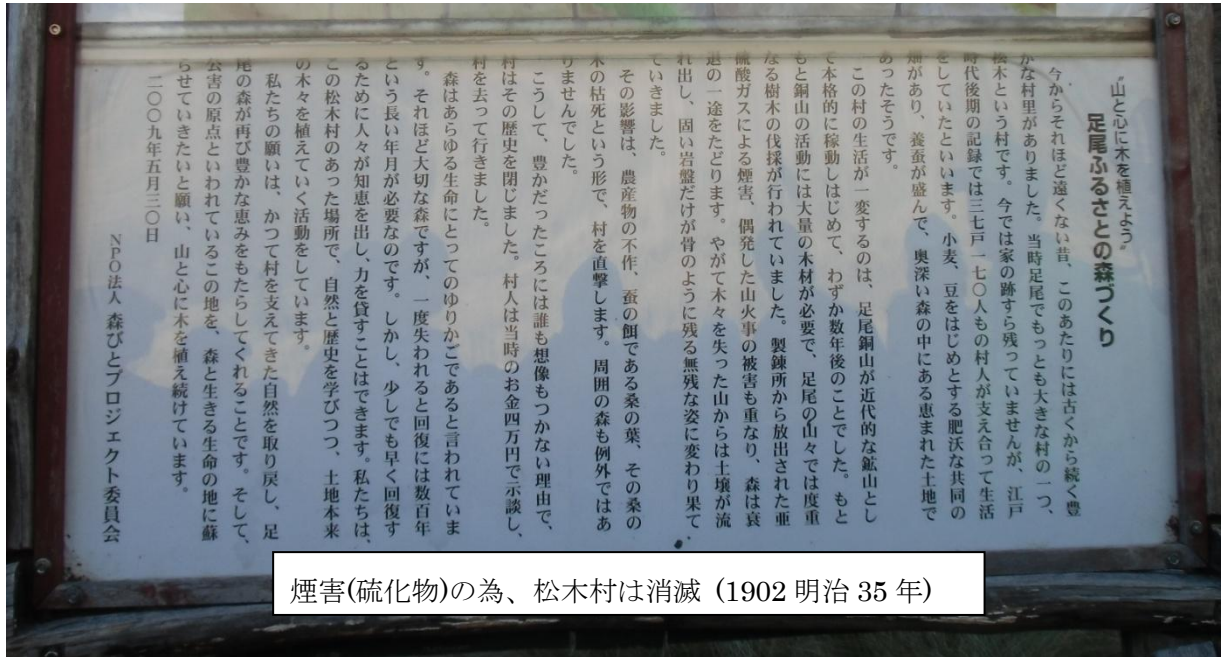 “山と心に木を植えよう”
足尾ふるさとの森づくり
今からそれほど遠くない昔、このあたりには古くから続く豊
かな村里がありました。当時足尾でもっとも大きな村の一つ、
松木という村です。今では家の跡すら残っていませんが、江戸
時代後期の記録では三七戸一七〇人もの村人が支え合って生活
をしていたといいます。小麦、豆をはじめとする肥沃な共同の
畑があり、養蚕が盛んで、奥深い森の中にある恵まれた土地で
あったそうです。
この村の生活が一変するのは、足尾銅山が近代的な鉱山とし
て本格的に稼動しはじめて、わずか数年後のことでした。もと
もと銅山の活動には大量の木材が必要で、足尾の山々では度重
なる樹木の伐採が行われていました。製錬所から放出された亜
硫酸ガスによる煙害、偶発した山火事の被害も重なり、森は衰
退の一途をたどります。やがて木々を失った山からは土壌が流
れ出し、固い岩盤だけが骨のように残る無残な姿に変わり果て
ていきました。
その影響は、農産物の不作、蚕の餌である桑の葉、その桑の
木の枯死という形で、村を直撃します。周囲の森も例外ではあ
りませんでした。
こうして、豊かだったころには誰も想像もつかない理由で、
村はその歴史を閉じました。村人は当時のお金四万円で示談し、
村を去って行きました。
森はあらゆる生命にとってのゆりかごであると言われていま
す。それほど大切な森ですが、一度失われると回復には数百年
という長い年月が必要なのです。しかし、少しでも早く回復す
るために人々が知恵を出し、力を貸すことはできます。私たちは、
この松木村のあった場所で、自然と歴史を学びつつ、土地本来
の木々を植えていく活動をしています。
私たちの願いは、かつて村を支えてきた自然を取り戻し、足
尾の森が再び豊かな恵みをもたらしてくれることです。そして、
公害の原点といわれているこの地を、森と生きる生命の地に蘇
らせていきたいと願い、山と心に木を植え続けています。
二〇〇九年五月三〇日
NPO法人 森びとプロジェクト委員会
煙害(硫化物)の為、松木村は消滅 (1902 明治 35 年)